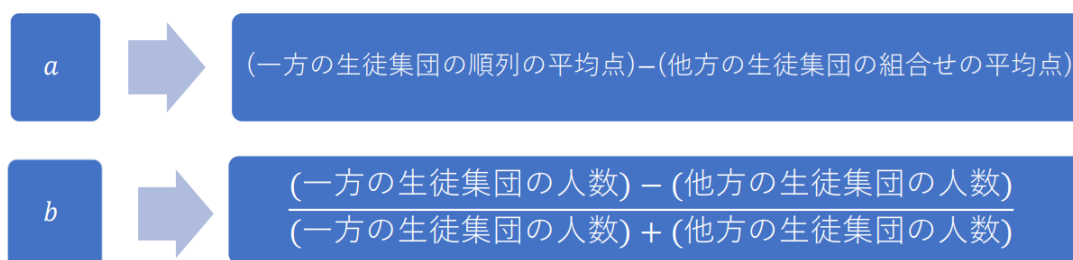 a
(一方の生徒集団の順列の平均点)−(他方の生徒集団の組合せの平均点)
b
(一方の生徒集団の人数) − (他方の生徒集団の人数)
(一方の生徒集団の人数) + (他方の生徒集団の人数)